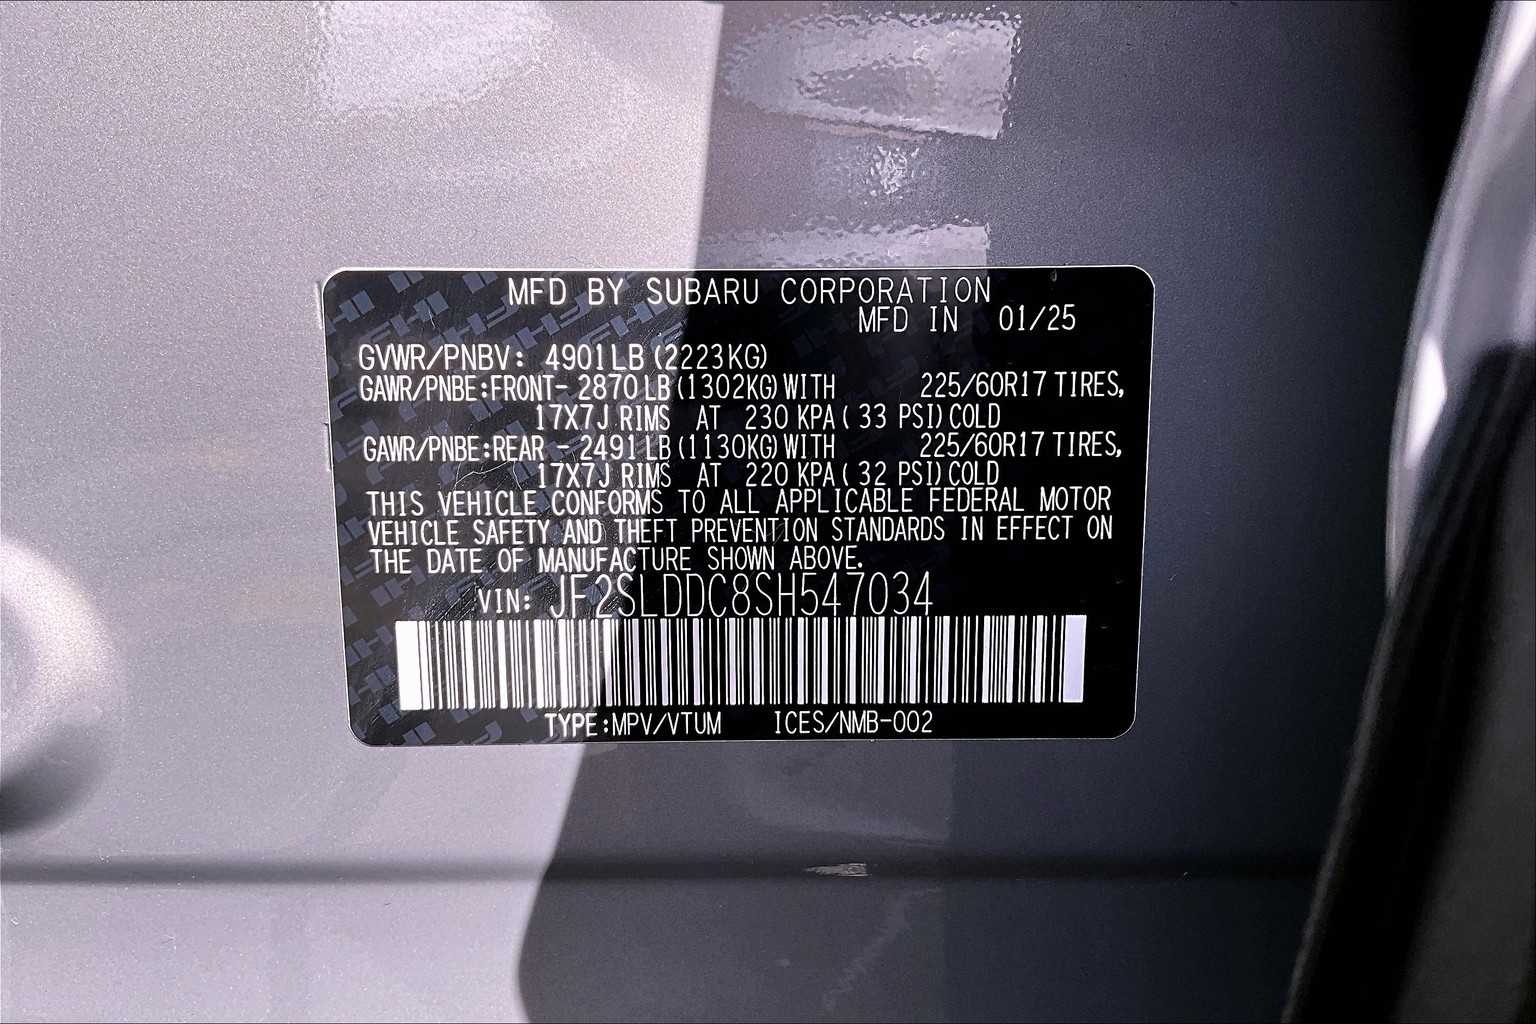 MFD BY SUBARU CORPORATION
MFD IN 01/25
GVWR/PNBV: 4901LB (2223KG)
GAWR/PNBE:FRONT- 2870LB (1302KG) WITH 225/60R17 TIRES,
17X7J RIMS AT 230 KPA ( 33 PSI) COLD
GAWR/PNBE:REAR - 2491LB (1130KG) WITH 225/60R17 TIRES,
17X7J RIMS AT 220 KPA ( 32 PSI) COLD
THIS VEHICLE CONFORMS TO ALL APPLICABLE FEDERAL MOTOR
VEHICLE SAFETY AND THEFT PREVENTION STANDARDS IN EFFECT ON
THE DATE OF MANUFACTURE SHOWN ABOVE.
VIN: JF2SLDDC8SH547034
TYPE:MPV/VTUM ICES/NMB-002